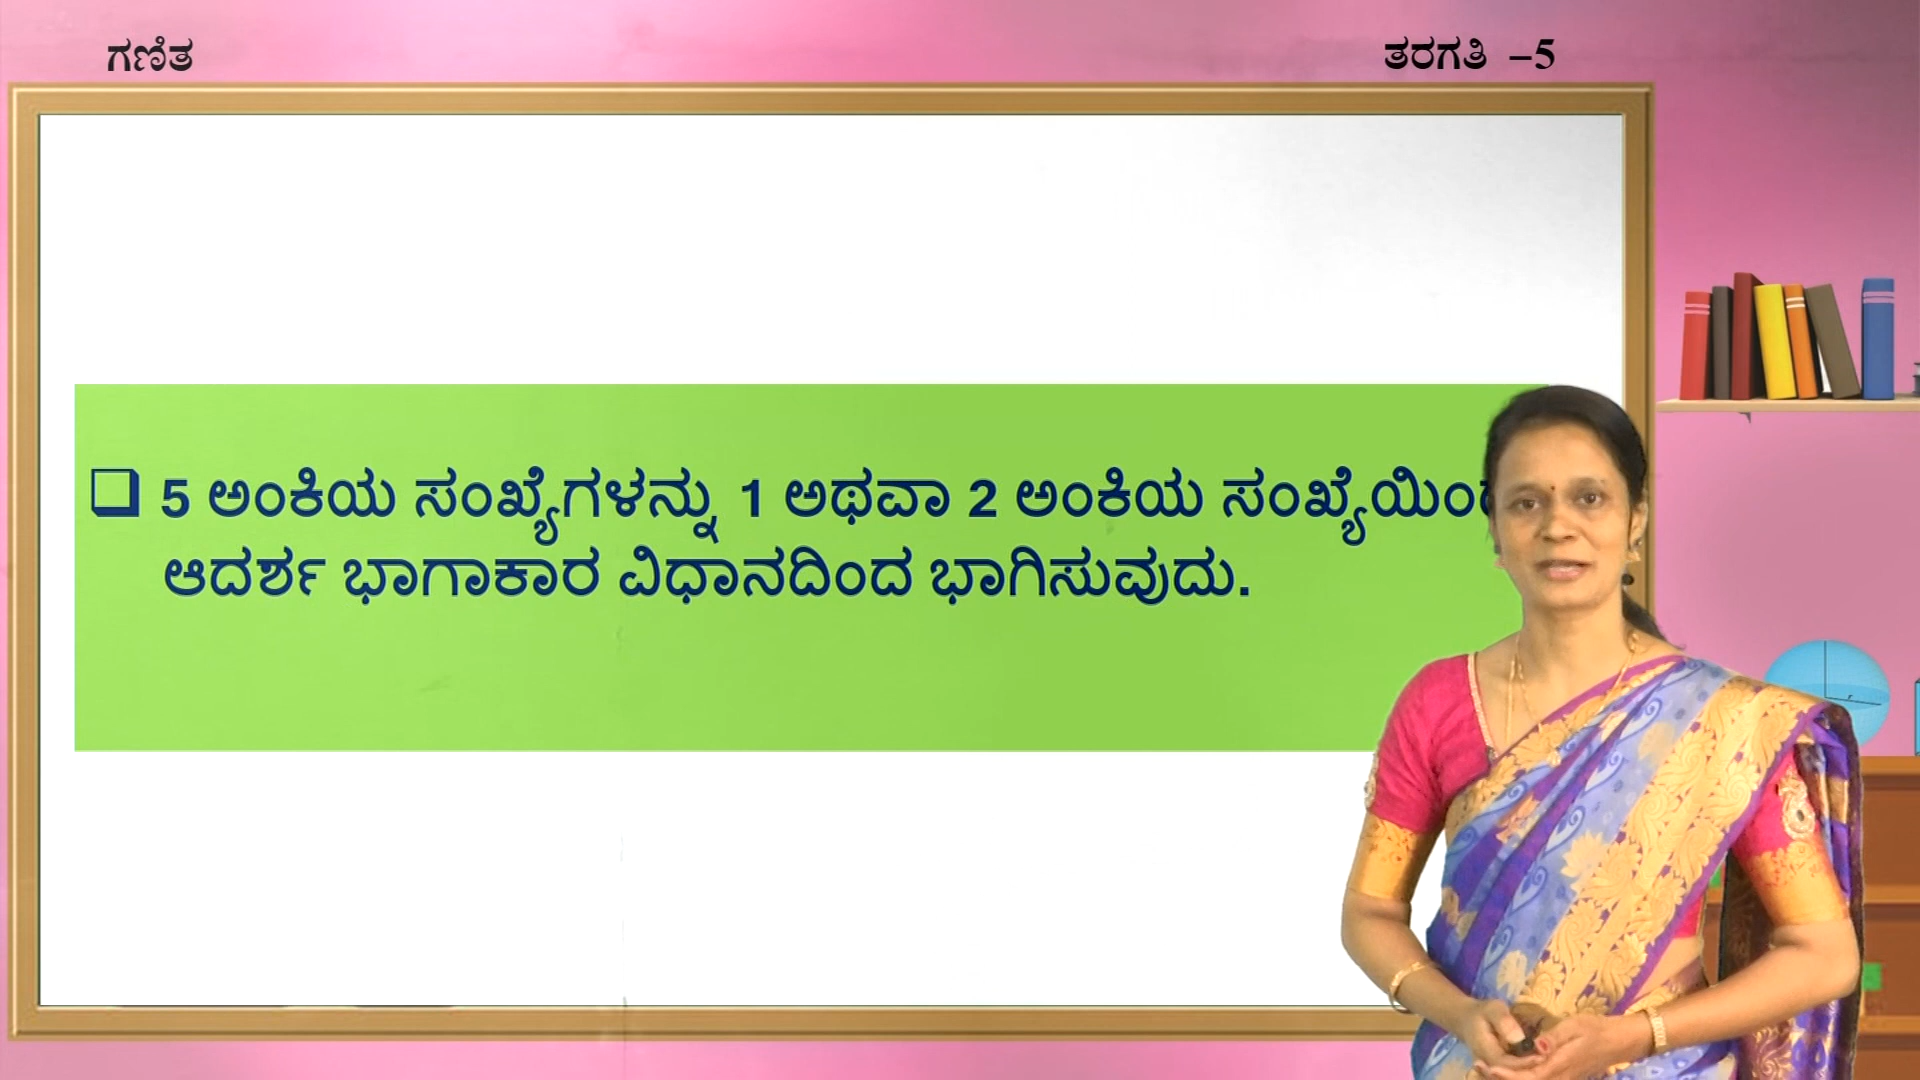 ಗಣಿತ
ತರಗತಿ –5
5 ಅಂಕಿಯ ಸಂಖ್ಯೆಗಳನ್ನು 1 ಅಥವಾ 2 ಅಂಕಿಯ
ಆದರ್ಶ ಭಾಗಾಕಾರ ವಿಧಾನದಿಂದ ಭಾಗಿಸುವುದು.